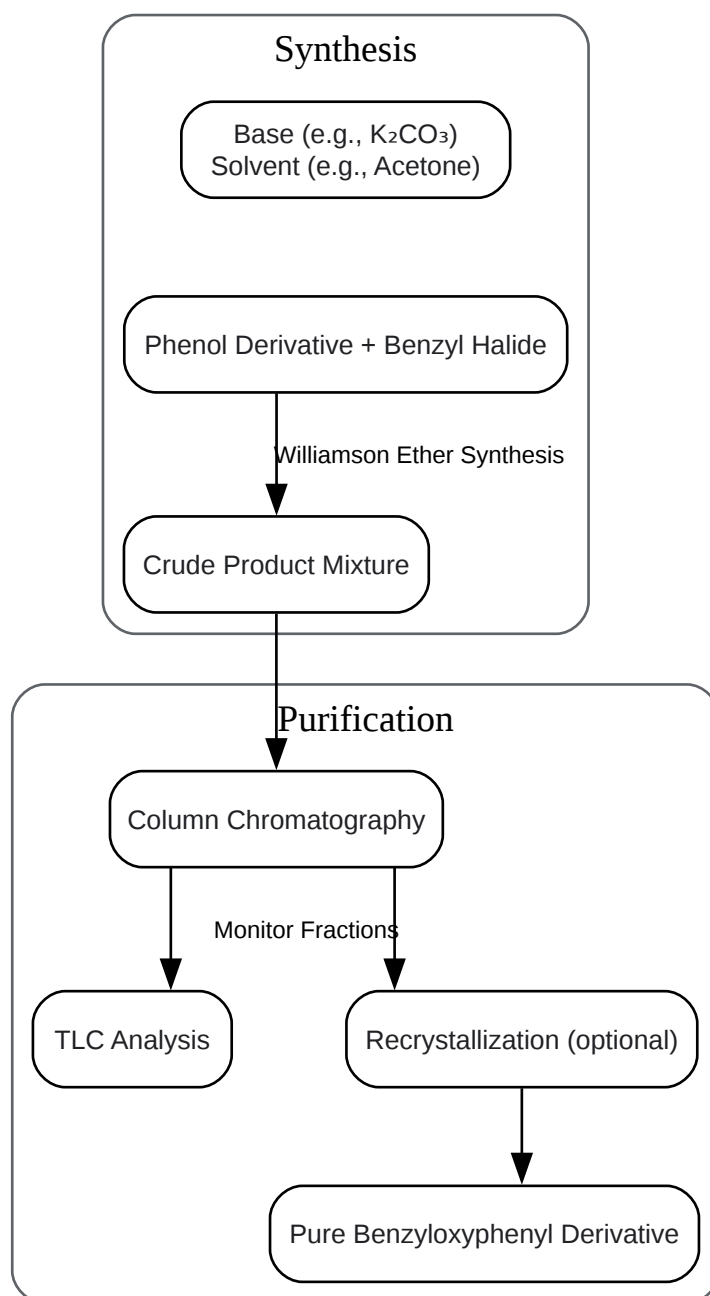 Synthesis
Base (e.g., K₂CO₃)
Solvent (e.g., Acetone)
Phenol Derivative + Benzyl Halide
Williamson Ether Synthesis
Crude Product Mixture
Purification
Column Chromatography
Monitor Fractions
TLC Analysis
Recrystallization (optional)
Pure Benzyloxyphenyl Derivative